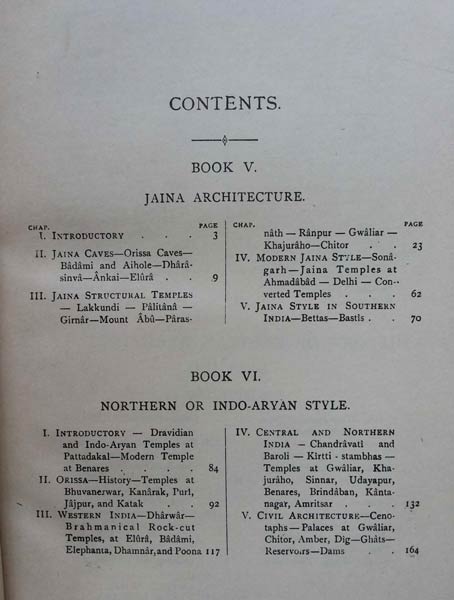 CONTENTS.
BOOK V.
JAINA ARCHITECTURE.
CHAP. PAGE
I. INTRODUCTORY . . . 3
II. JAINA CAVES—Orissa Caves—
Bâdâmi and Aihole—Dhârâ-
sinvâ—Ânkai—Elûrâ . 9
III. JAINA STRUCTURAL TEMPLES
— Lakkundi — Pâlitânâ —
Girnâr—Mount Âbû—Pâras-
CHAP. PAGE
nâth — Rânpur — Gwâliar —
Khajurâho—Chitor . . 23
IV. MODERN JAINA STYLE—Sonâ-
garh — Jaina Temples at
Ahmadâbâd — Delhi — Con-
verted Temples . . . 62
V. JAINA STYLE IN SOUTHERN
INDIA—Bettas—Bastîs . . 70
BOOK VI.
NORTHERN OR INDO-ARYAN STYLE.
I. INTRODUCTORY — Dravidian
and Indo-Aryan Temples at
Pattadakal—Modern Temple
at Benares . . . . 84
II. ORISSA—History—Temples at
Bhuvaneswar, Kanârak, Purî,
Jâjpur, and Katak . . 92
III. WESTERN INDIA—Dhârwâr—
Brahmanical Rock-cut
Temples, at Elûrâ, Bâdâmi,
Elephanta, Dhamnâr, and Poona 117
IV. CENTRAL AND NORTHERN
INDIA — Chandrâvati and
Baroli — Kîrtti - stambhas —
Temples at Gwâliar, Kha-
jurâho, Sinnar, Udayapur,
Benares, Brindâban, Kânta-
nagar, Amritsar . . . 132
V. CIVIL ARCHITECTURE—Ceno-
taphs — Palaces at Gwâliar,
Chitor, Amber, Dîg—Ghâts—
Reservoirs—Dams . . 164